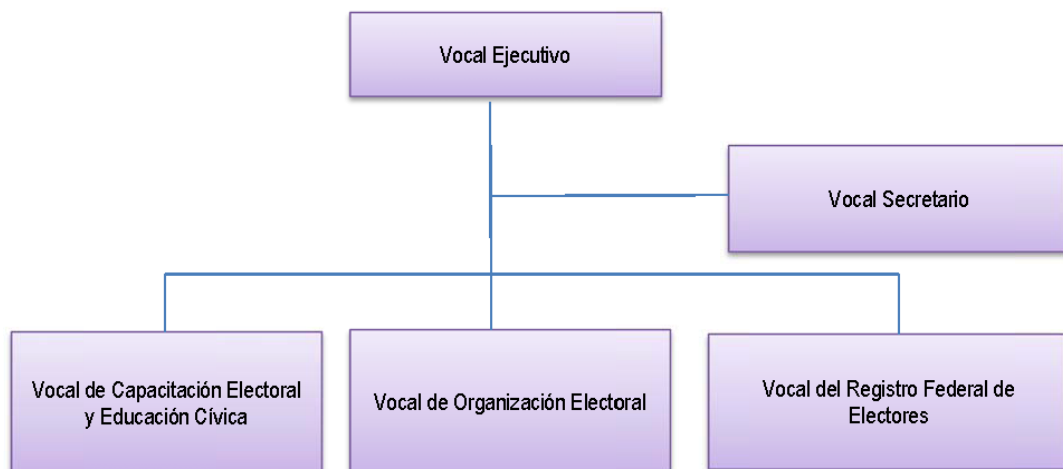 Vocal Ejecutivo
Vocal Secretario
Vocal de Capacitación Electoral
y Educación Cívica
Vocal de Organización Electoral
Vocal del Registro Federal de
Electores